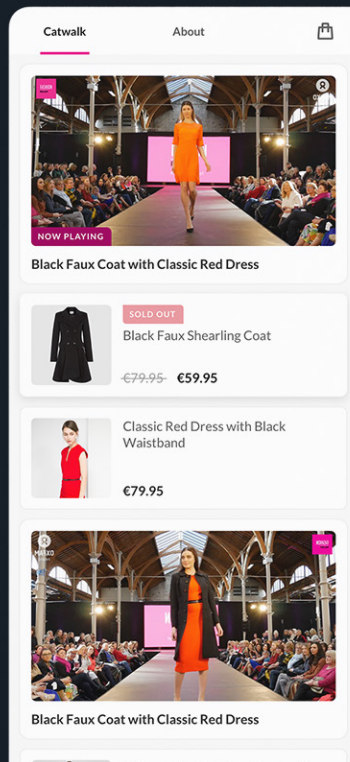 Catwalk
About
NOW PLAYING
Black Faux Coat with Classic Red Dress
SOLD OUT
Black Faux Shearling Coat
€79.95 €59.95
Classic Red Dress with Black
Waistband
€79.95
Black Faux Coat with Classic Red Dress